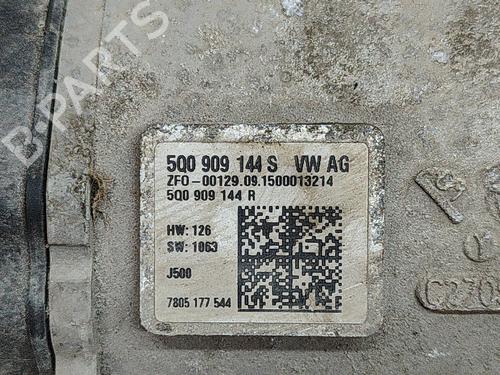 B-PARTS
5Q0 909 144 S VW AG
ZFO-00129.09.1500013214
5Q0 909 144 R
HW: 126
SW: 1063
J500
7805 177 544